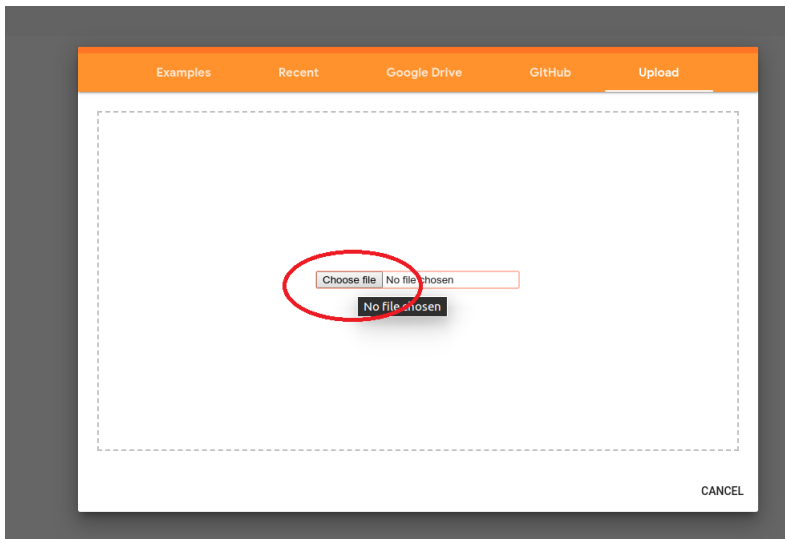 Examples Recent Google Drive GitHub Upload
Choose file No file chosen
No file chosen
CANCEL